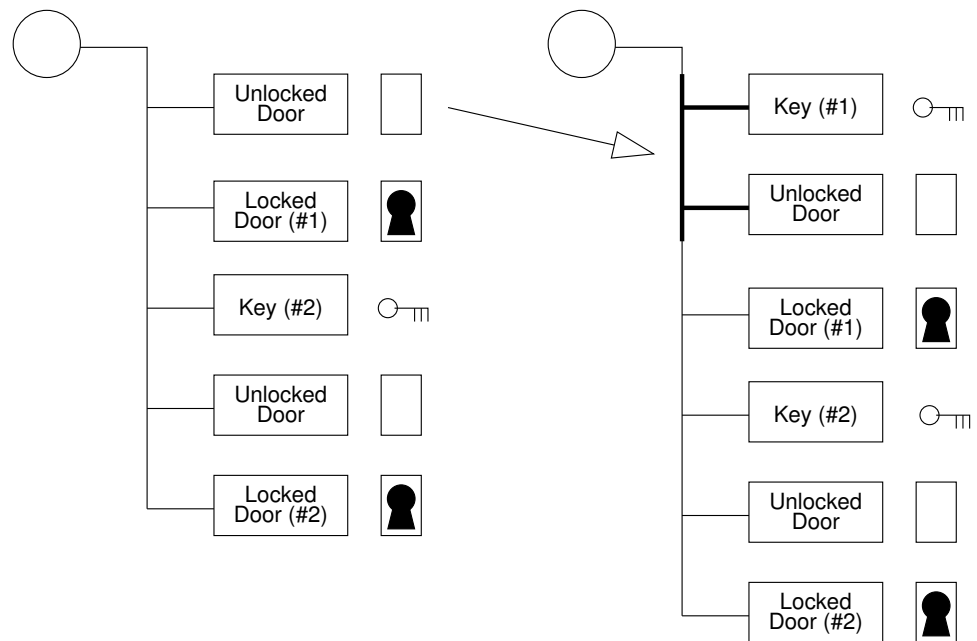 Unlocked
Door
Locked
Door (#1)
Key (#2)
Unlocked
Door
Locked
Door (#2)
Key (#1)
Unlocked
Door
Locked
Door (#1)
Key (#2)
Unlocked
Door
Locked
Door (#2)